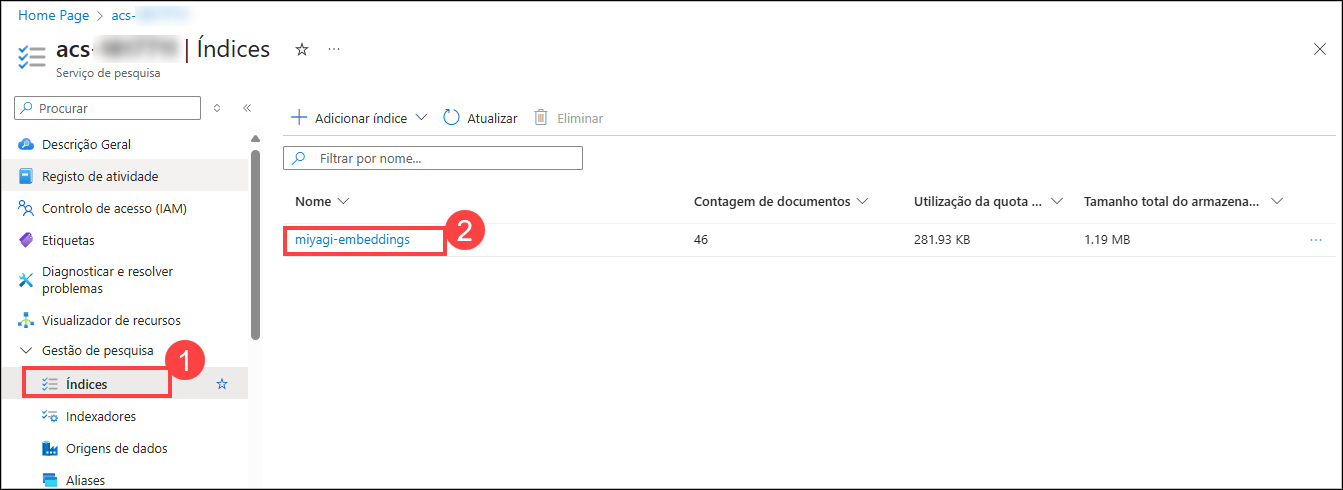 Home Page > acs-
acs- | Índices
Serviço de pesquisa
Procurar
Adicionar índice
Atualizar
Eliminar
Filtrar por nome...
Descrição Geral
Registo de atividade
Controlo de acesso (IAM)
Etiquetas
Diagnosticar e resolver
problemas
Visualizador de recursos
Gestão de pesquisa
1
Índices
Indexadores
Origens de dados
Aliases
Nome
Contagem de documentos
Utilização da quota ...
Tamanho total do armazena...
miyagi-embeddings
2
46
281.93 KB
1.19 MB